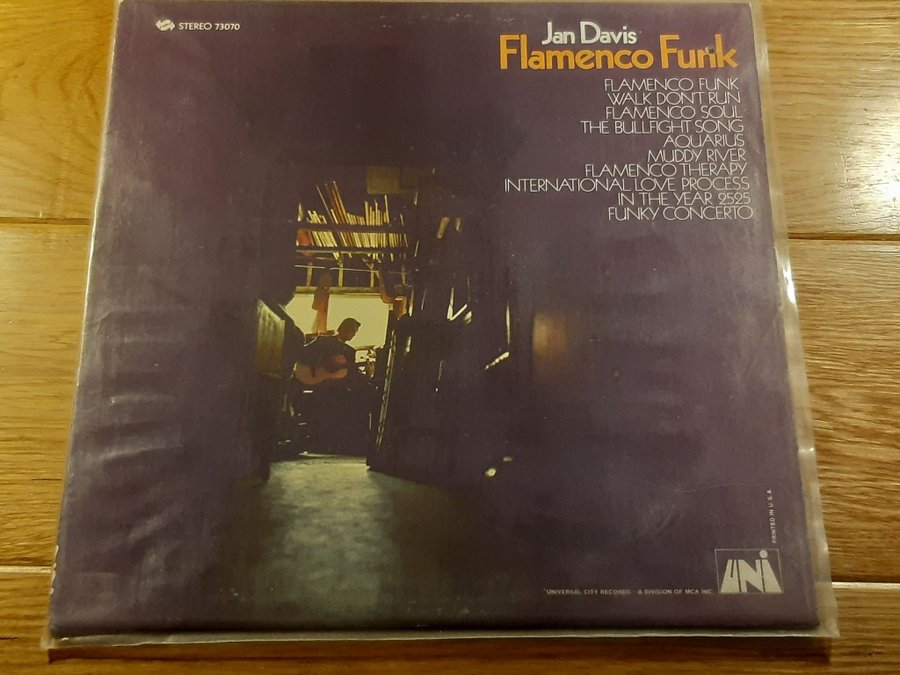 STEREO 73070
Jan Davis
Flamenco Funk
FLAMENCO FUNK
WALK DON'T RUN
FLAMENCO SOUL
THE BULLFIGHT SONG
AQUARIUS
MUDDY RIVER
FLAMENCO THERAPY
INTERNATIONAL LOVE PROCESS
IN THE YEAR 2525
FUNKY CONCERTO
PRINTED IN U.S.A.
UNI
UNIVERSAL CITY RECORDS · A DIVISION OF MCA INC.